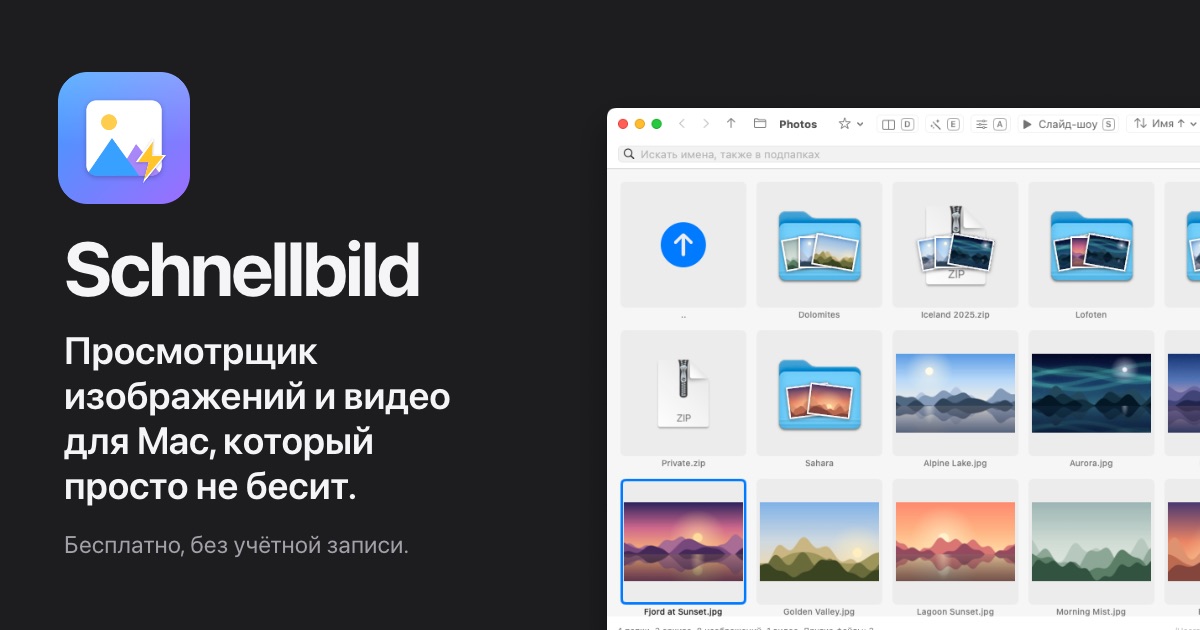 Schnellbild
Просмотрщик
изображений и видео
для Mac, который
просто не бесит.
Бесплатно, без учётной записи.
Photos
D
E
A
Слайд-шоу S
Имя
Искать имена, также в подпапках
..
Dolomites
ZIP
Iceland 2025.zip
Lofoten
ZIP
Private.zip
Sahara
Alpine Lake.jpg
Aurora.jpg
Fjord at Sunset.jpg
Golden Valley.jpg
Lagoon Sunset.jpg
Morning Mist.jpg